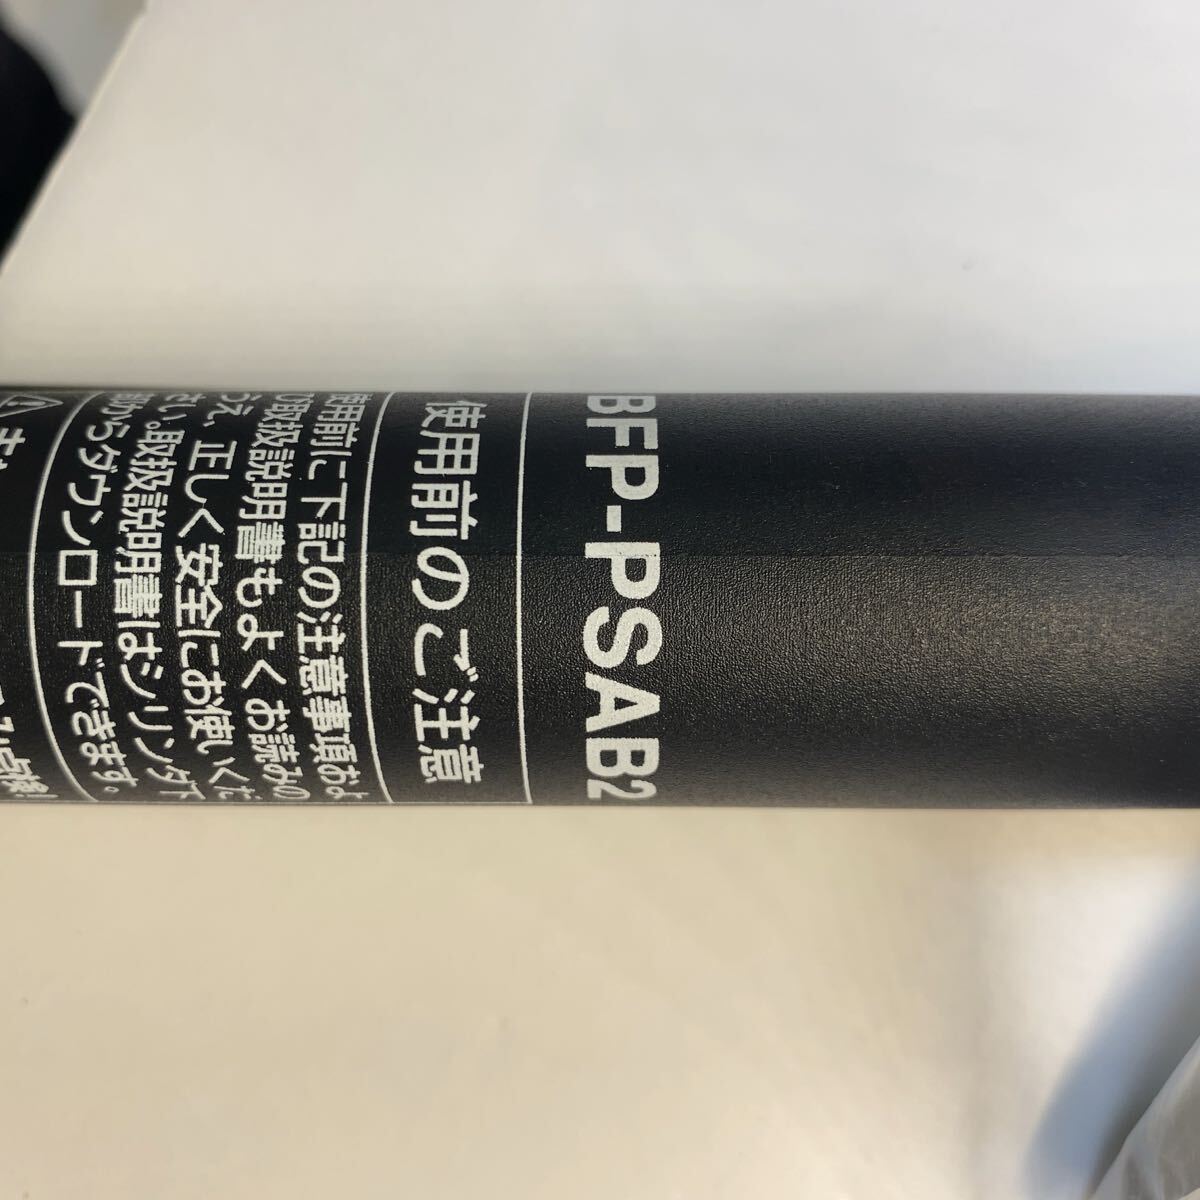 BFP-PSAB2
使用前のご注意
使用前に下記の注意事項およ
び取扱説明書もよくお読みの
うえ、正しく安全にお使いくだ
さい。取扱説明書はシリンダ下
部からダウンロードできます。